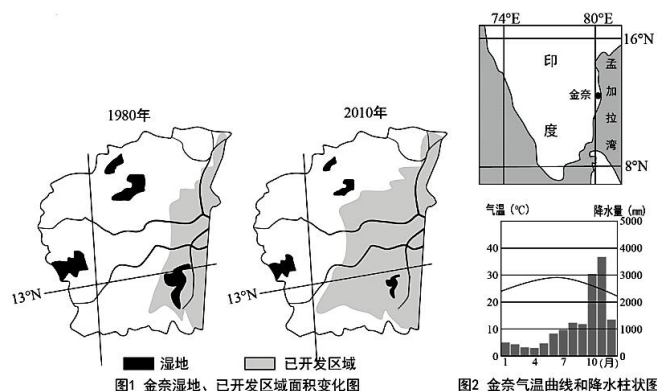 1980年
2010年
13°N
13°N
湿地
已开发区域
图1 金奈湿地、已开发区域面积变化图
74°E
80°E
16°N
印
度
孟
加
拉
湾
金奈
8°N
气温（℃）
降水量（mm）
40
30
20
10
0
5000
4000
3000
2000
1000
0
1
4
7
10（月）
图2 金奈气温曲线和降水柱状图